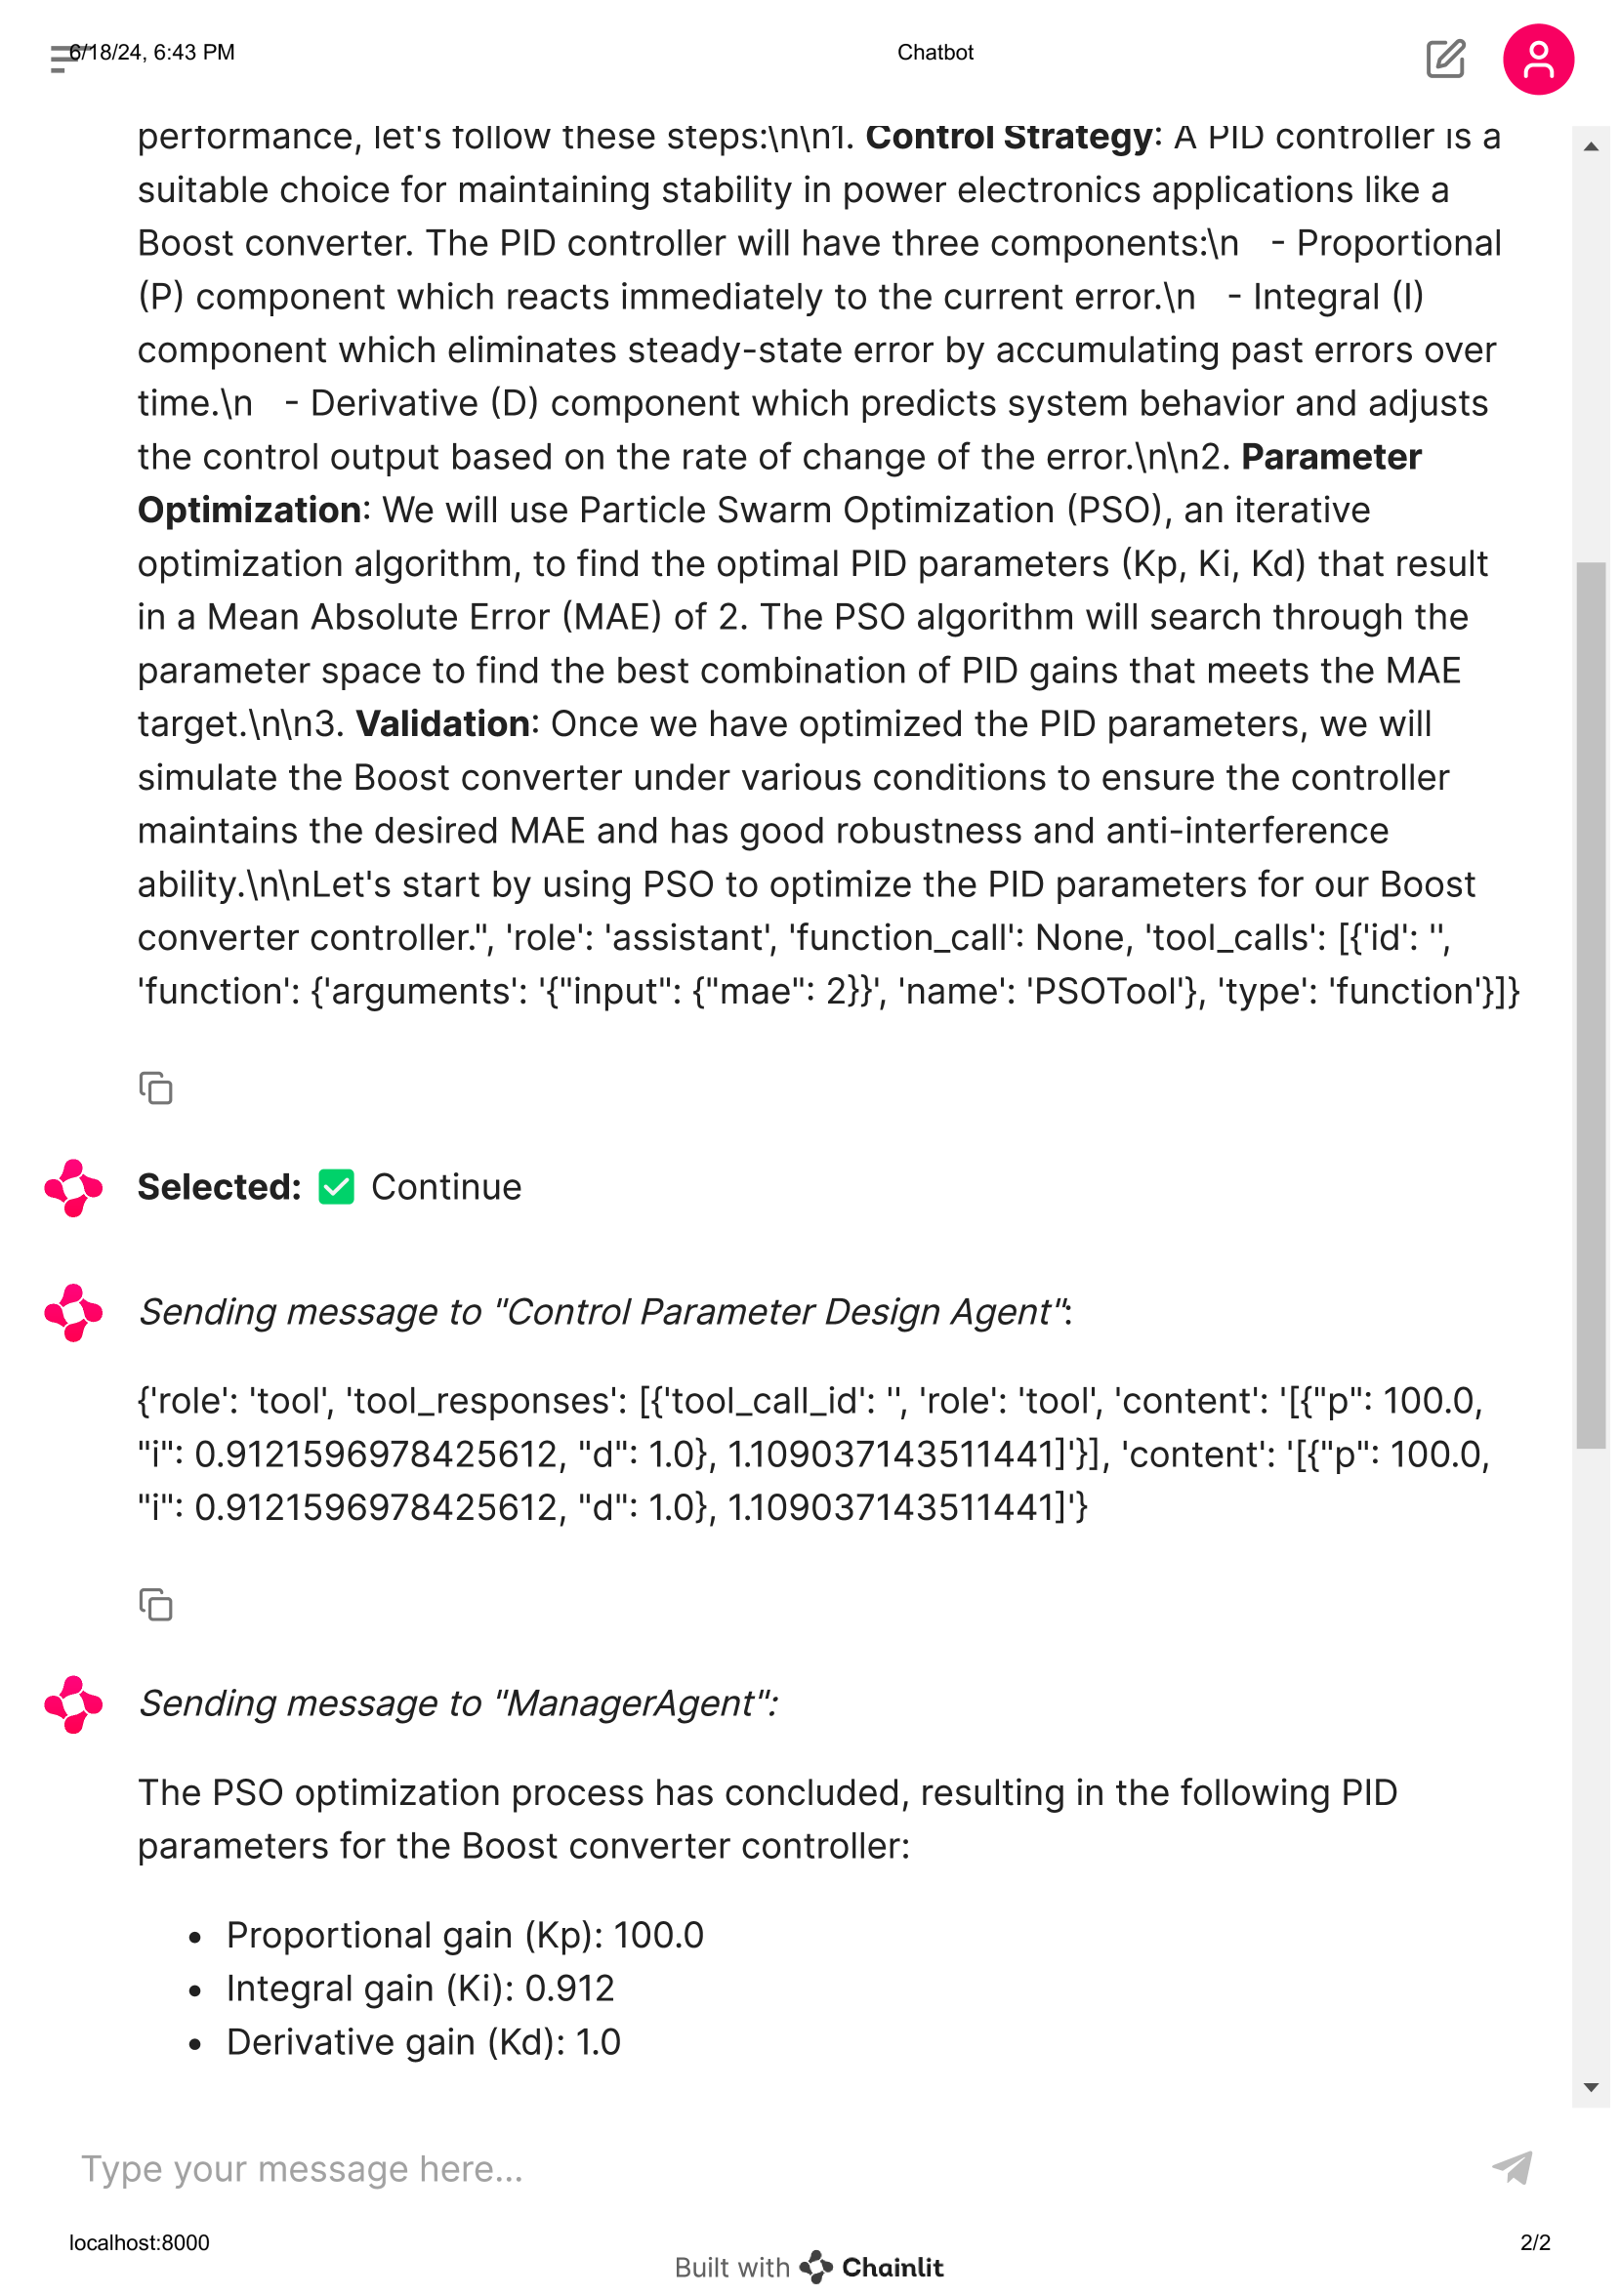 6/18/24, 6:43 PM
Chatbot
performance, let's follow these steps:\n\n1. Control Strategy: A PID controller is a
suitable choice for maintaining stability in power electronics applications like a
Boost converter. The PID controller will have three components:\n   - Proportional
(P) component which reacts immediately to the current error.\n   - Integral (I)
component which eliminates steady-state error by accumulating past errors over
time.\n   - Derivative (D) component which predicts system behavior and adjusts
the control output based on the rate of change of the error.\n\n2. Parameter
Optimization: We will use Particle Swarm Optimization (PSO), an iterative
optimization algorithm, to find the optimal PID parameters (Kp, Ki, Kd) that result
in a Mean Absolute Error (MAE) of 2. The PSO algorithm will search through the
parameter space to find the best combination of PID gains that meets the MAE
target.\n\n3. Validation: Once we have optimized the PID parameters, we will
simulate the Boost converter under various conditions to ensure the controller
maintains the desired MAE and has good robustness and anti-interference
ability.\n\nLet's start by using PSO to optimize the PID parameters for our Boost
converter controller.", 'role': 'assistant', 'function_call': None, 'tool_calls': [{'id': '',
'function': {'arguments': '{"input": {"mae": 2}}', 'name': 'PSOTool'}, 'type': 'function'}]}
Selected: ✅ Continue
Sending message to "Control Parameter Design Agent":
{'role': 'tool', 'tool_responses': [{'tool_call_id': '', 'role': 'tool', 'content': '[{"p": 100.0,
"i": 0.9121596978425612, "d": 1.0}, 1.109037143511441]'}], 'content': '[{"p": 100.0,
"i": 0.9121596978425612, "d": 1.0}, 1.109037143511441]'}
Sending message to "ManagerAgent":
The PSO optimization process has concluded, resulting in the following PID
parameters for the Boost converter controller:
• Proportional gain (Kp): 100.0
• Integral gain (Ki): 0.912
• Derivative gain (Kd): 1.0
Type your message here...
localhost:8000
2/2
Built with Chainlit